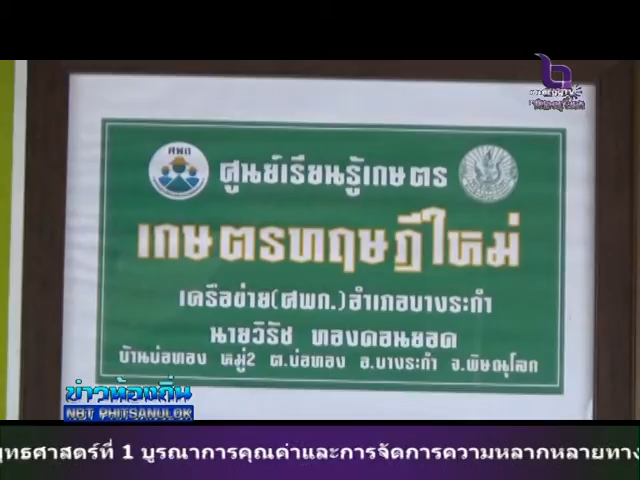 ศพก
ศูนย์เรียนรู้เกษตร
เกษตรทฤษฎีใหม่
เครือข่าย(ศพก.)อำเภอบางระกำ
นายวิรัช ทองดอนยอด
บ้านบ่อทอง หมู่2 ต.บ่อทอง อ.บางระกำ จ.พิษณุโลก
ข่าวท้องถิ่น
NBT PHITSANULOK
ยุทธศาสตร์ที่ 1 บูรณาการคุณค่าและการจัดการความหลากหลายทาง